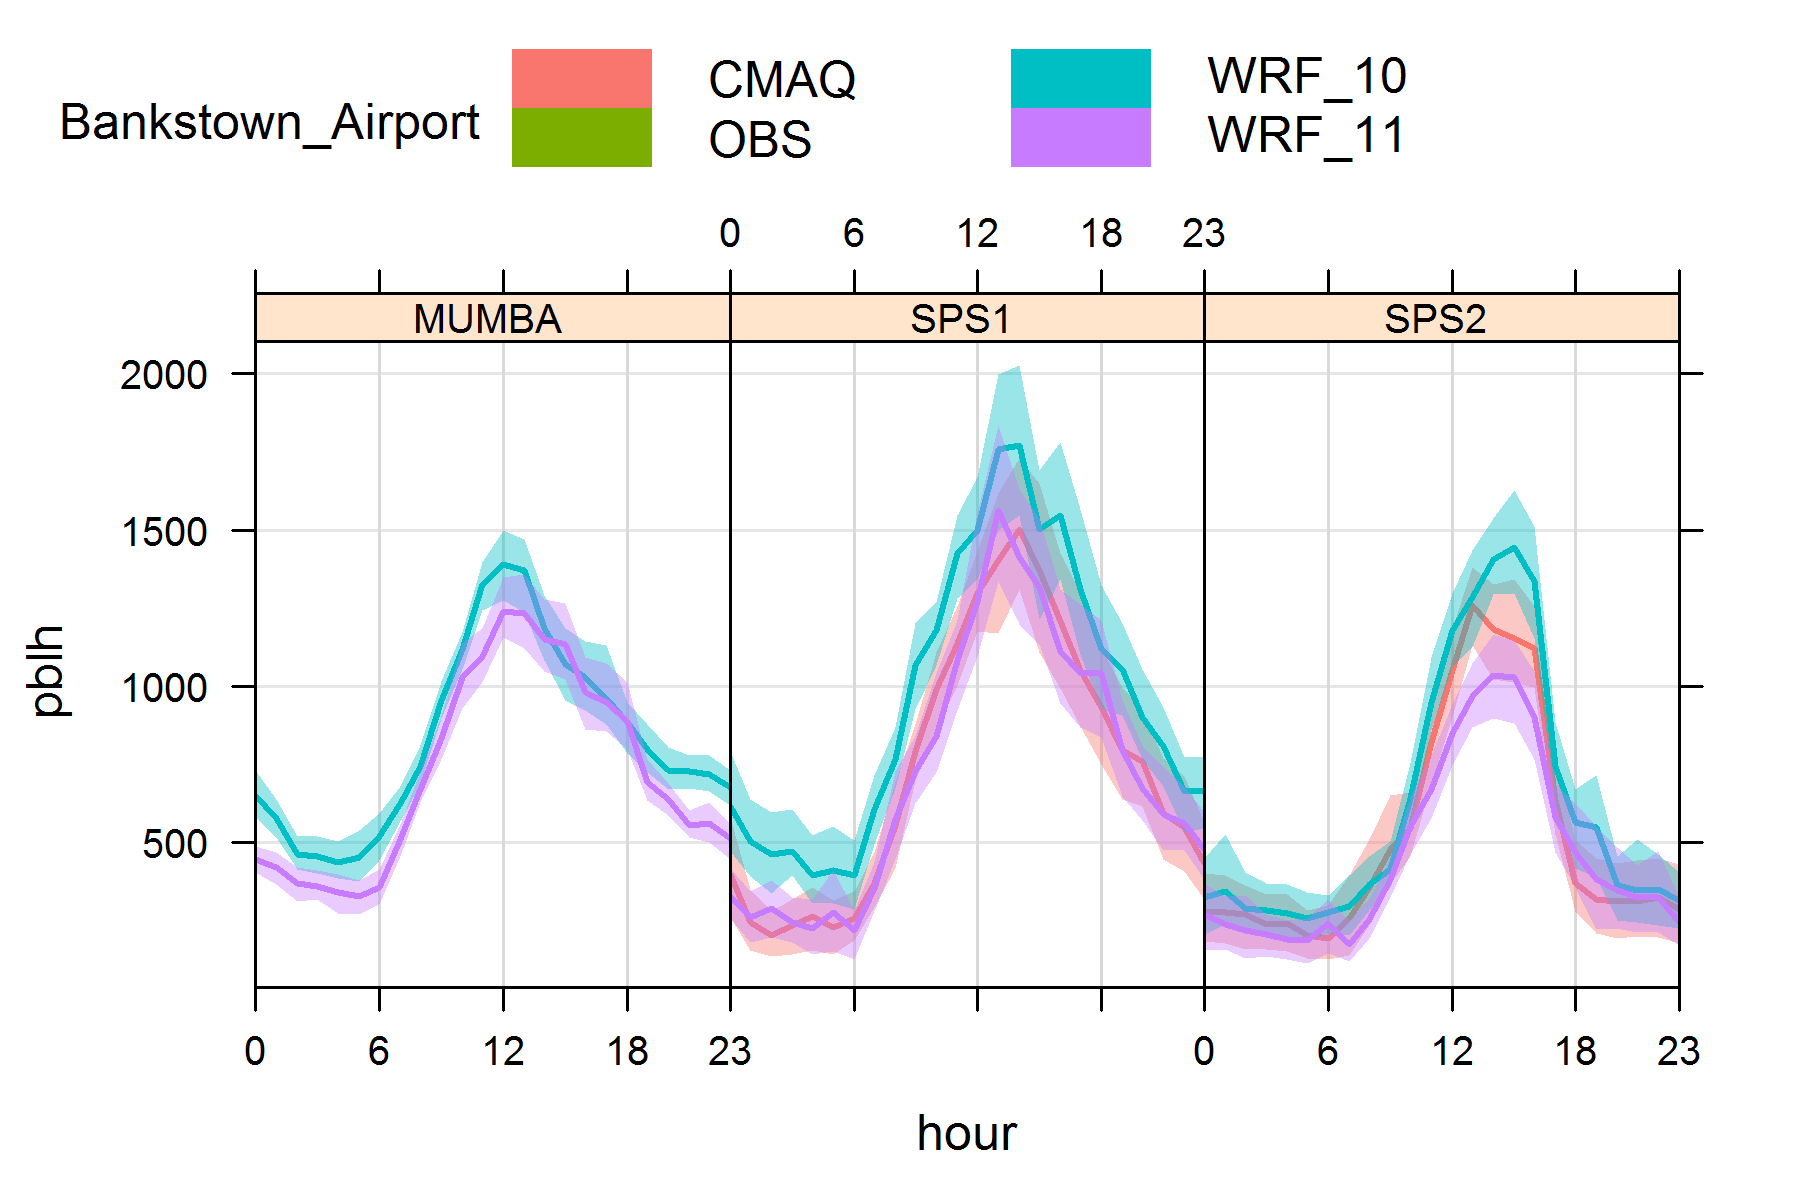 Bankstown_Airport
CMAQ
OBS
WRF_10
WRF_11
0 6 12 18 23
MUMBA SPS1 SPS2
2000
1500
1000
500
pblh
0 6 12 18 23 0 6 12 18 23
hour